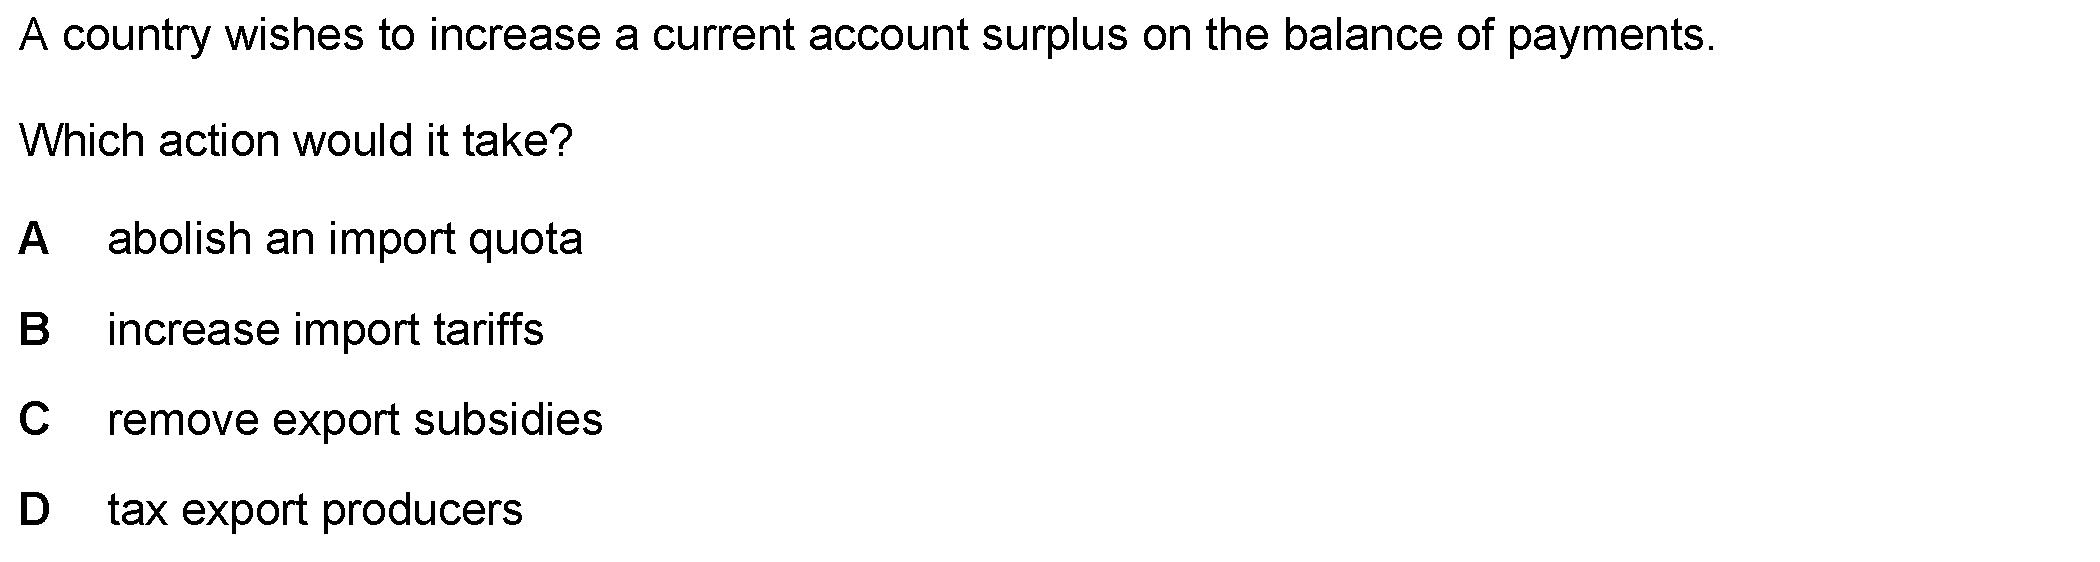 A country wishes to increase a current account surplus on the balance of payments.
Which action would it take?
A abolish an import quota
B increase import tariffs
C remove export subsidies
D tax export producers